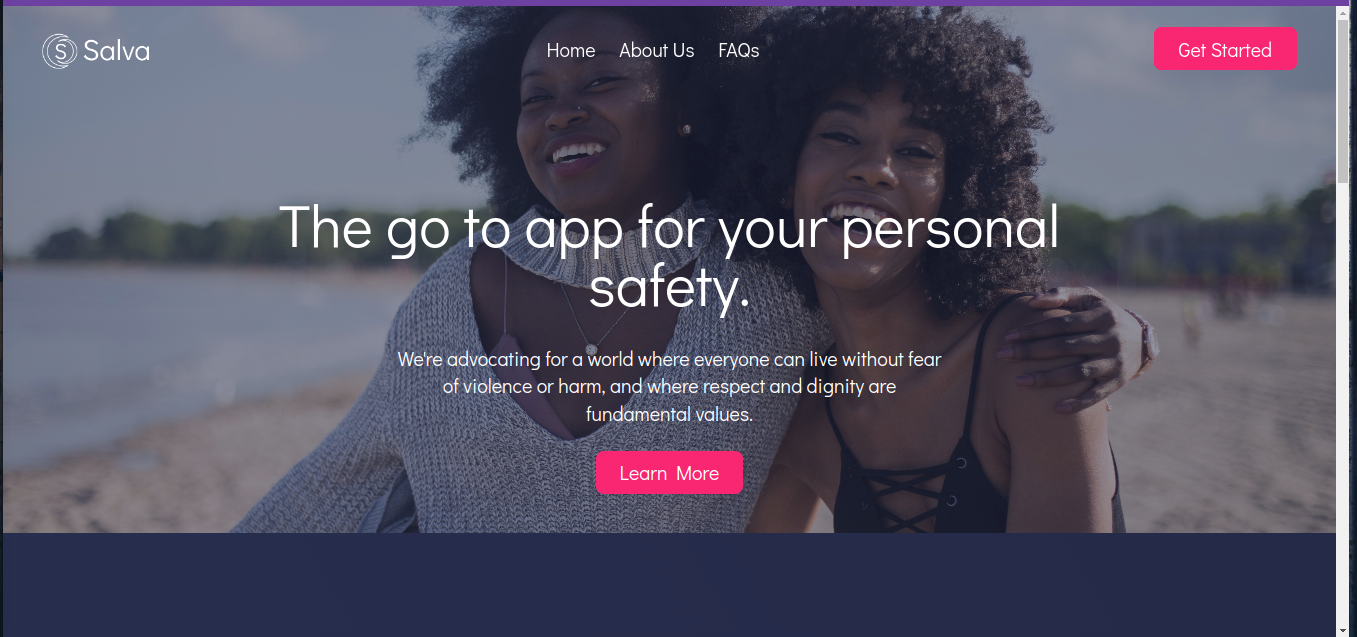 S Salva
Home About Us FAQs
Get Started
The go to app for your personal
safety.
We're advocating for a world where everyone can live without fear
of violence or harm, and where respect and dignity are
fundamental values.
Learn More